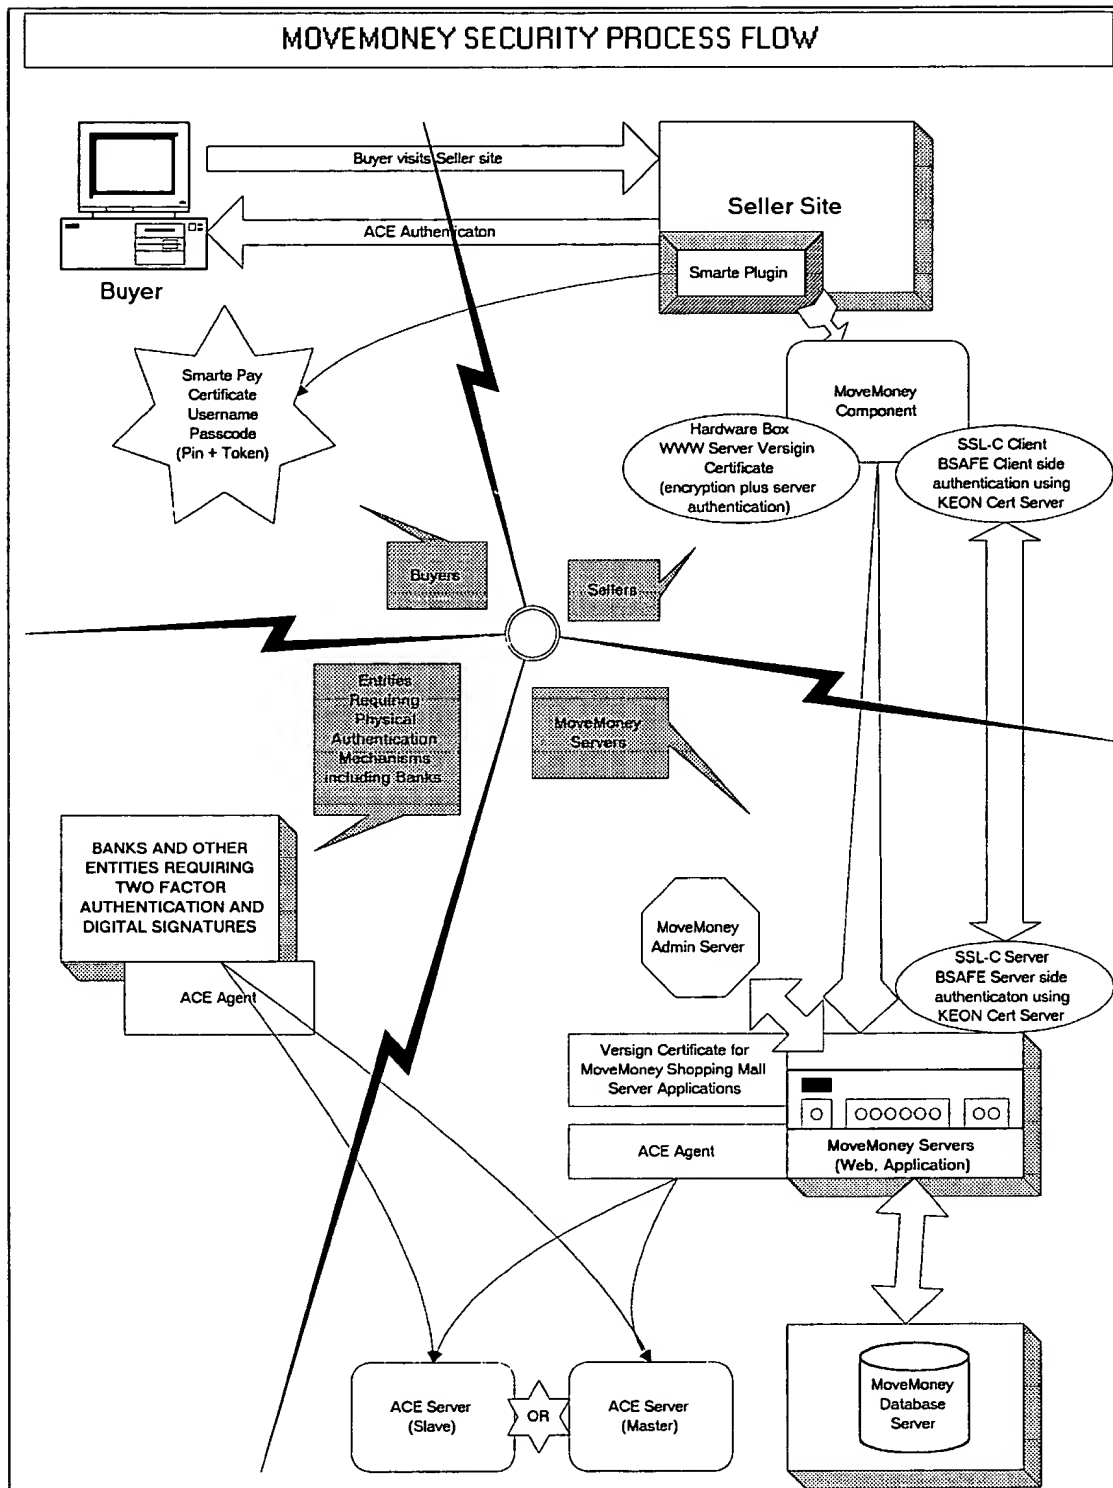 MOVEMONEY SECURITY PROCESS FLOW
Buyer visits Seller site
Seller Site
ACE Authenticaton
Smarte Plugin
Buyer
Smarte Pay
Certificate
Username
Passcode
(Pin + Token)
MoveMoney
Component
Hardware Box
WWW Server Versigin
Certificate
(encryption plus server
authentication)
SSL-C Client
BSAFE Client side
authentication using
KEON Cert Server
Buyers
Sellers
Entities
Requiring
Physical
Authentication
Mechanisms
including Banks
MoveMoney
Servers
BANKS AND OTHER
ENTITIES REQUIRING
TWO FACTOR
AUTHENTICATION AND
DIGITAL SIGNATURES
ACE Agent
MoveMoney
Admin Server
SSL-C Server
BSAFE Server side
authenticaton using
KEON Cert Server
Versign Certificate for
MoveMoney Shopping Mall
Server Applications
ACE Agent
MoveMoney Servers
(Web, Application)
ACE Server
(Slave)
OR
ACE Server
(Master)
MoveMoney
Database
Server